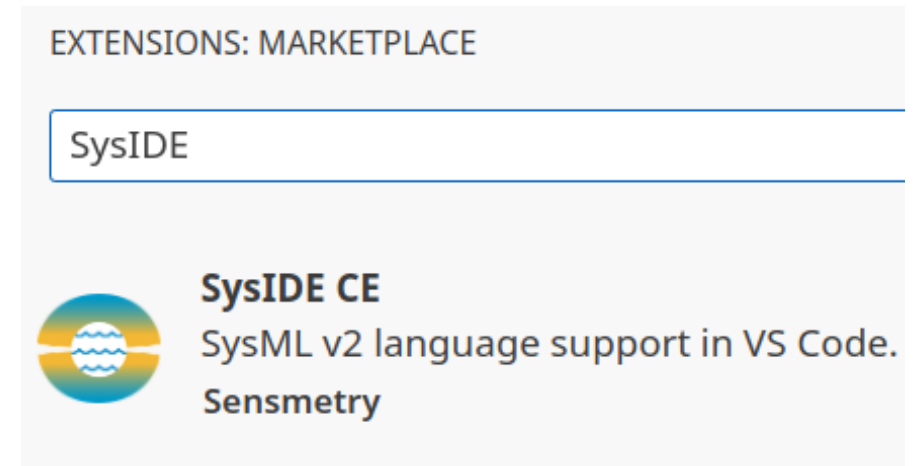 EXTENSIONS: MARKETPLACE
SysIDE
SysIDE CE
SysML v2 language support in VS Code.
Sensmetry